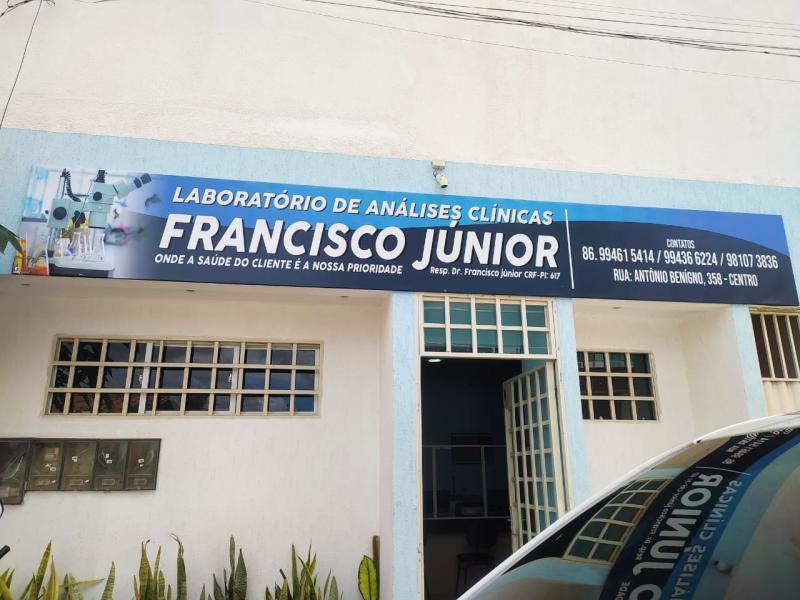 LABORATÓRIO DE ANÁLISES CLÍNICAS
FRANCISCO JÚNIOR
ONDE A SAÚDE DO CLIENTE É A NOSSA PRIORIDADE
Resp. Dr. Francisco júnior CRF-PI: 617
CONTATOS
86. 99461 5414 / 99436 6224 / 98107 3836
RUA: ANTÔNIO BENÍGNO, 358 - CENTRO